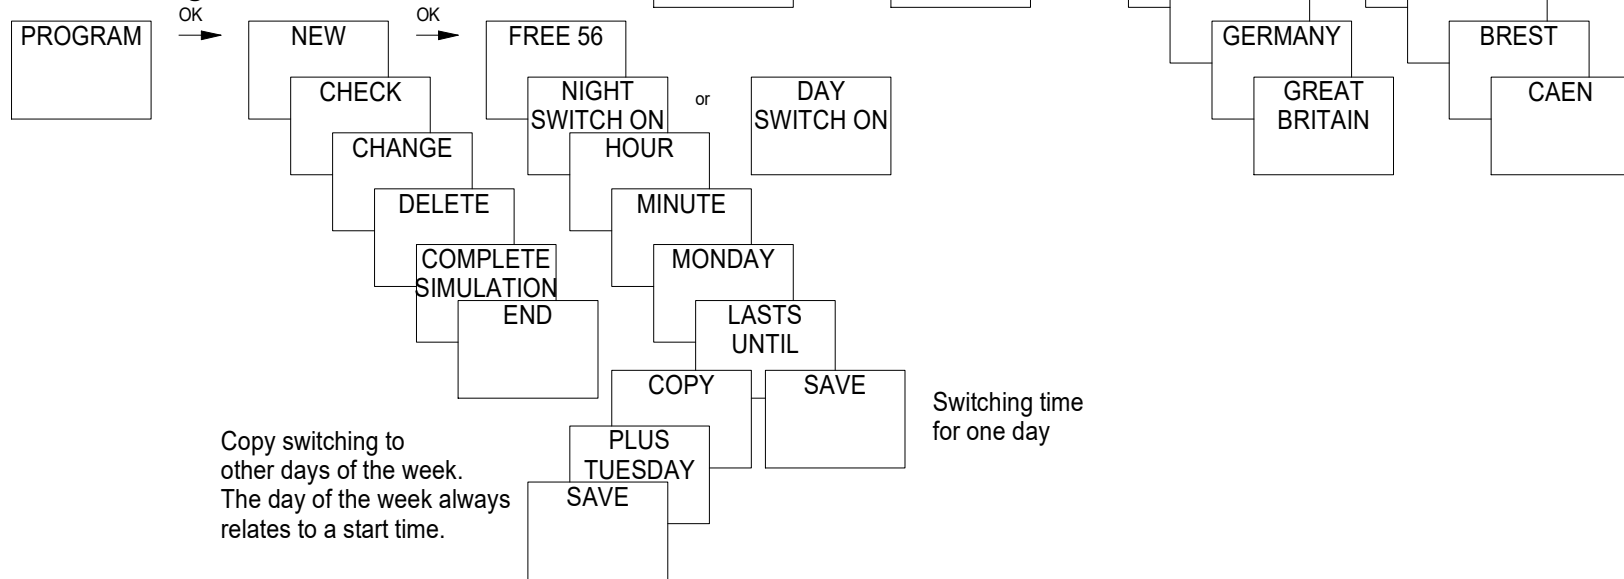 OK
OK
PROGRAM
NEW
FREE 56
GERMANY
BREST
CHECK
NIGHT
SWITCH ON
or
DAY
SWITCH ON
GREAT
BRITAIN
CAEN
CHANGE
HOUR
DELETE
MINUTE
COMPLETE
SIMULATION
MONDAY
END
LASTS
UNTIL
COPY
SAVE
Switching time
for one day
Copy switching to
other days of the week.
The day of the week always
relates to a start time.
PLUS
TUESDAY
SAVE